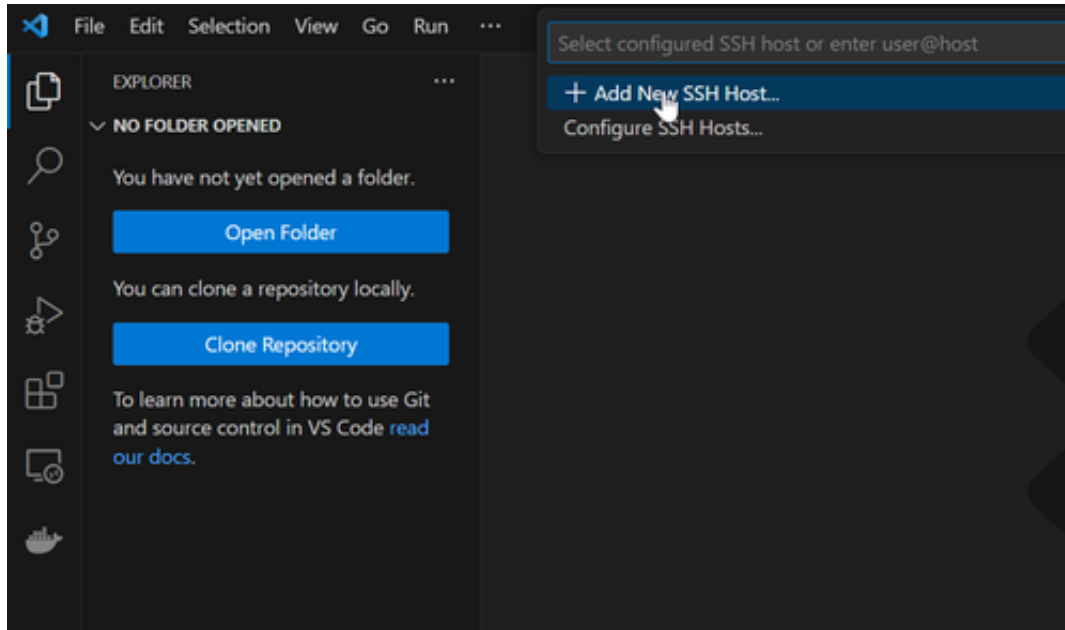 File Edit Selection View Go Run ...
Select configured SSH host or enter user@host
+ Add New SSH Host...
Configure SSH Hosts...
EXPLORER ...
NO FOLDER OPENED
You have not yet opened a folder.
Open Folder
You can clone a repository locally.
Clone Repository
To learn more about how to use Git
and source control in VS Code read
our docs.